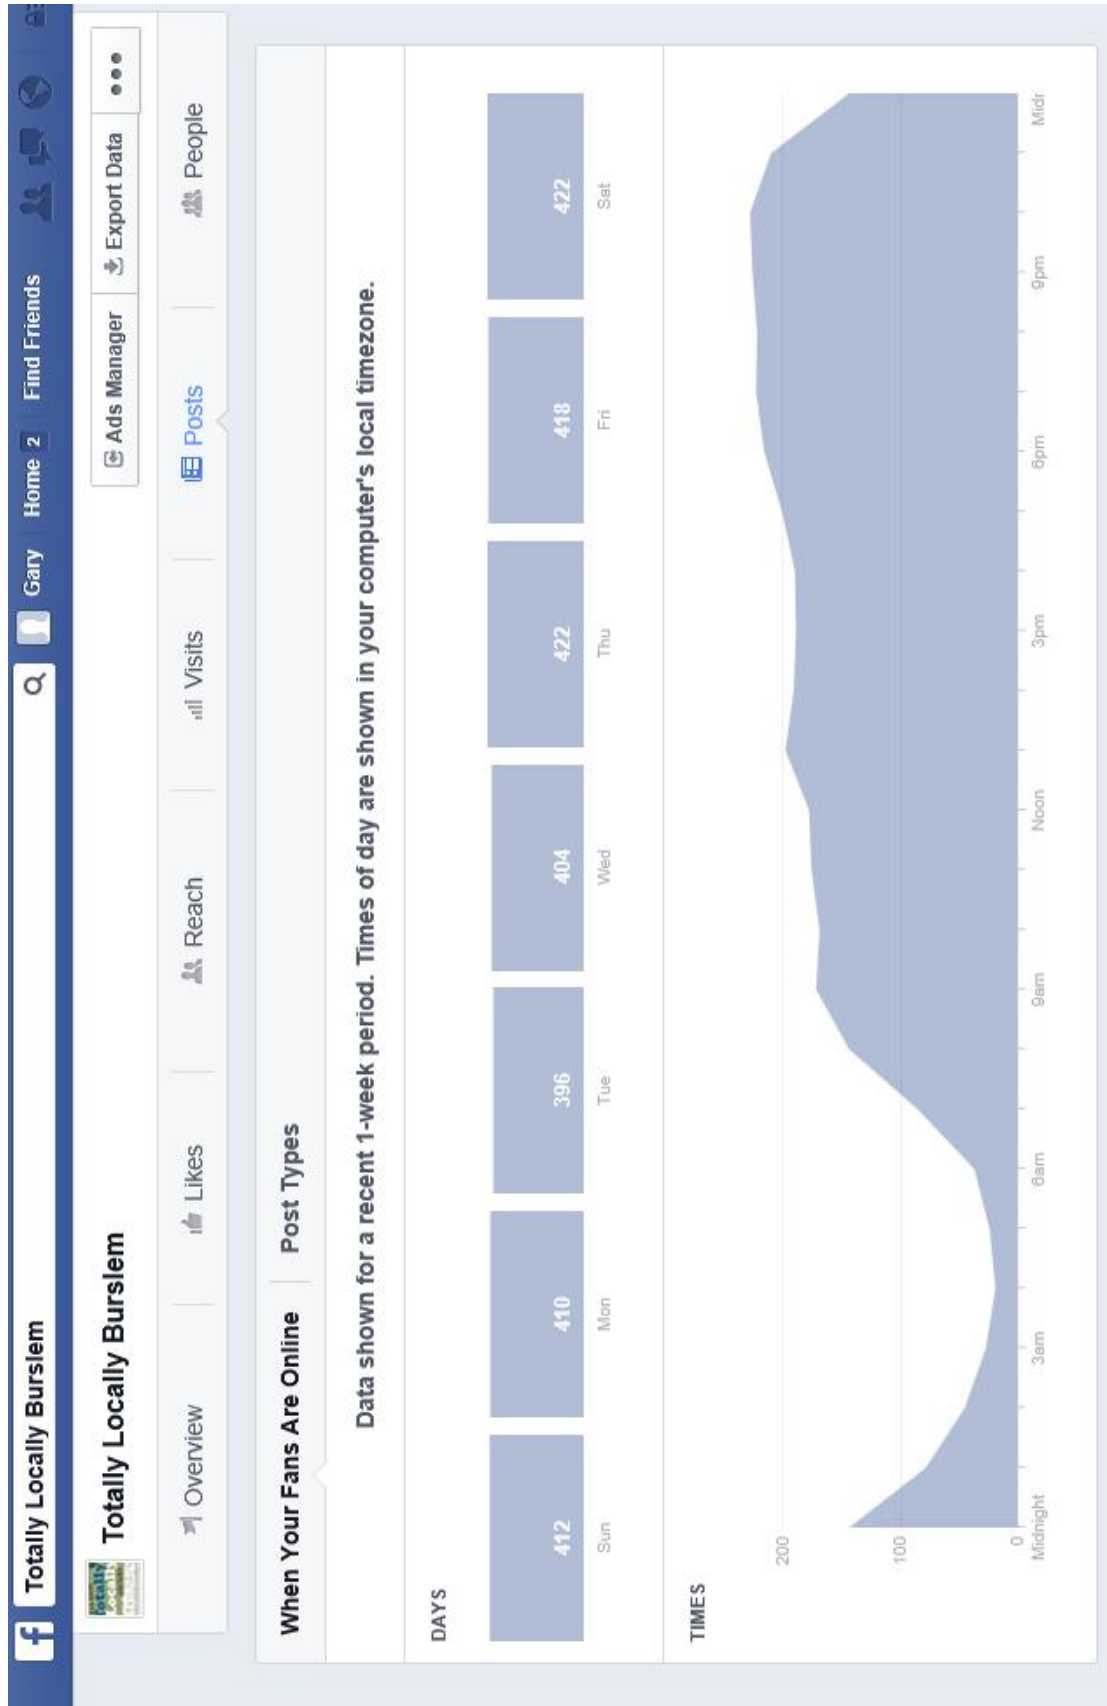 Totally Locally Burslem
Gary Home 2 Find Friends
Totally Locally Burslem
Ads Manager Export Data
Overview Likes Reach Visits Posts People
When Your Fans Are Online Post Types
Data shown for a recent 1-week period. Times of day are shown in your computer's local timezone.
DAYS
412 410 396 404 422 418 422
Sun Mon Tue Wed Thu Fri Sat
TIMES
200
100
0
Midnight 3am 6am 9am Noon 3pm 6pm 9pm Midr